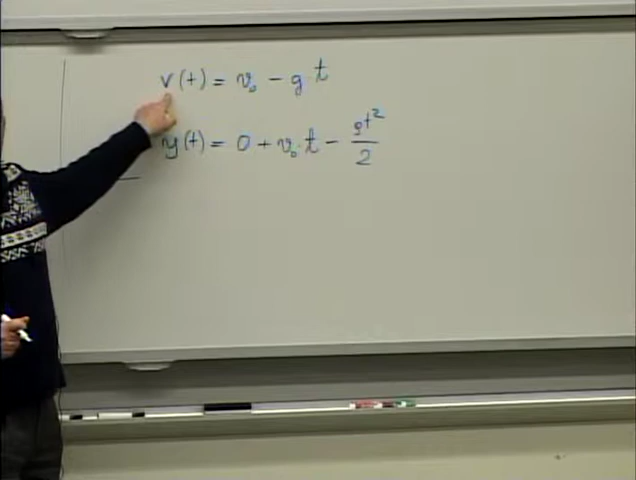 v(t) = v₀ - g t
y(t) = 0 + v₀ t - gt²/2